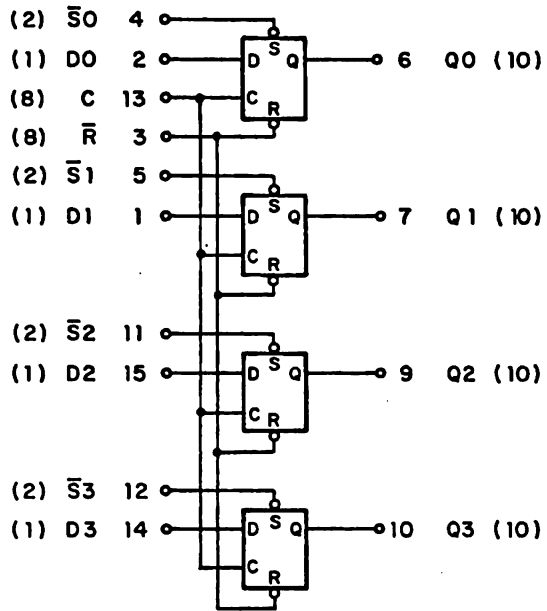 (2) S̅0 4
S
(1) D0 2 D Q 6 Q0 (10)
(8) C 13 C
R
(8) R̅ 3
(2) S̅1 5
S
(1) D1 1 D Q 7 Q1 (10)
C
R
(2) S̅2 11
S
(1) D2 15 D Q 9 Q2 (10)
C
R
(2) S̅3 12
S
(1) D3 14 D Q 10 Q3 (10)
C
R